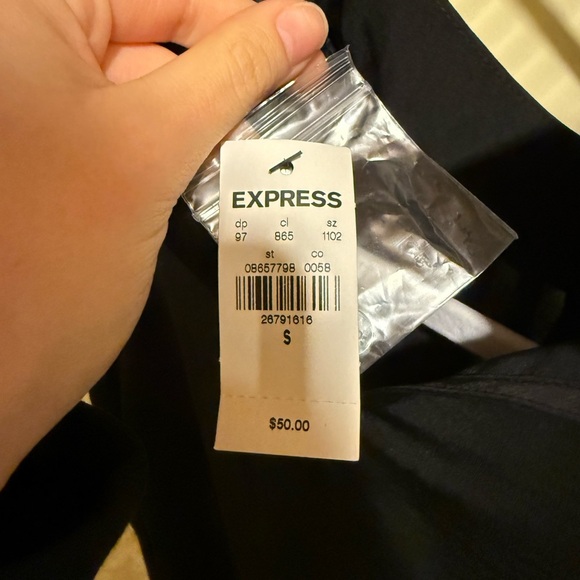 EXPRESS
dp cl sz
97 865 1102
st co
08657798 0058
26791616
S
$50.00